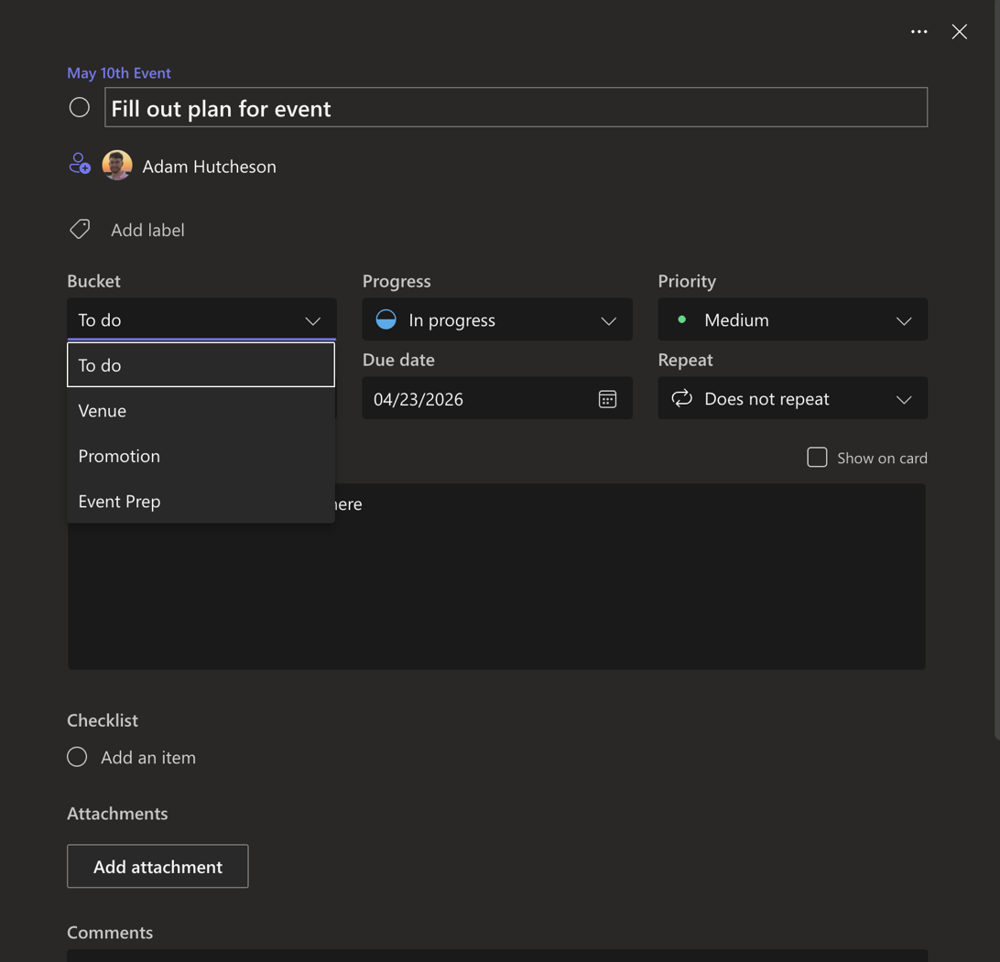 May 10th Event
Fill out plan for event
Adam Hutcheson
Add label
Bucket Progress Priority
To do In progress Medium
To do
Due date Repeat
04/23/2026 Does not repeat
Venue
Promotion
Show on card
Event Prep
Checklist
Add an item
Attachments
Add attachment
Comments